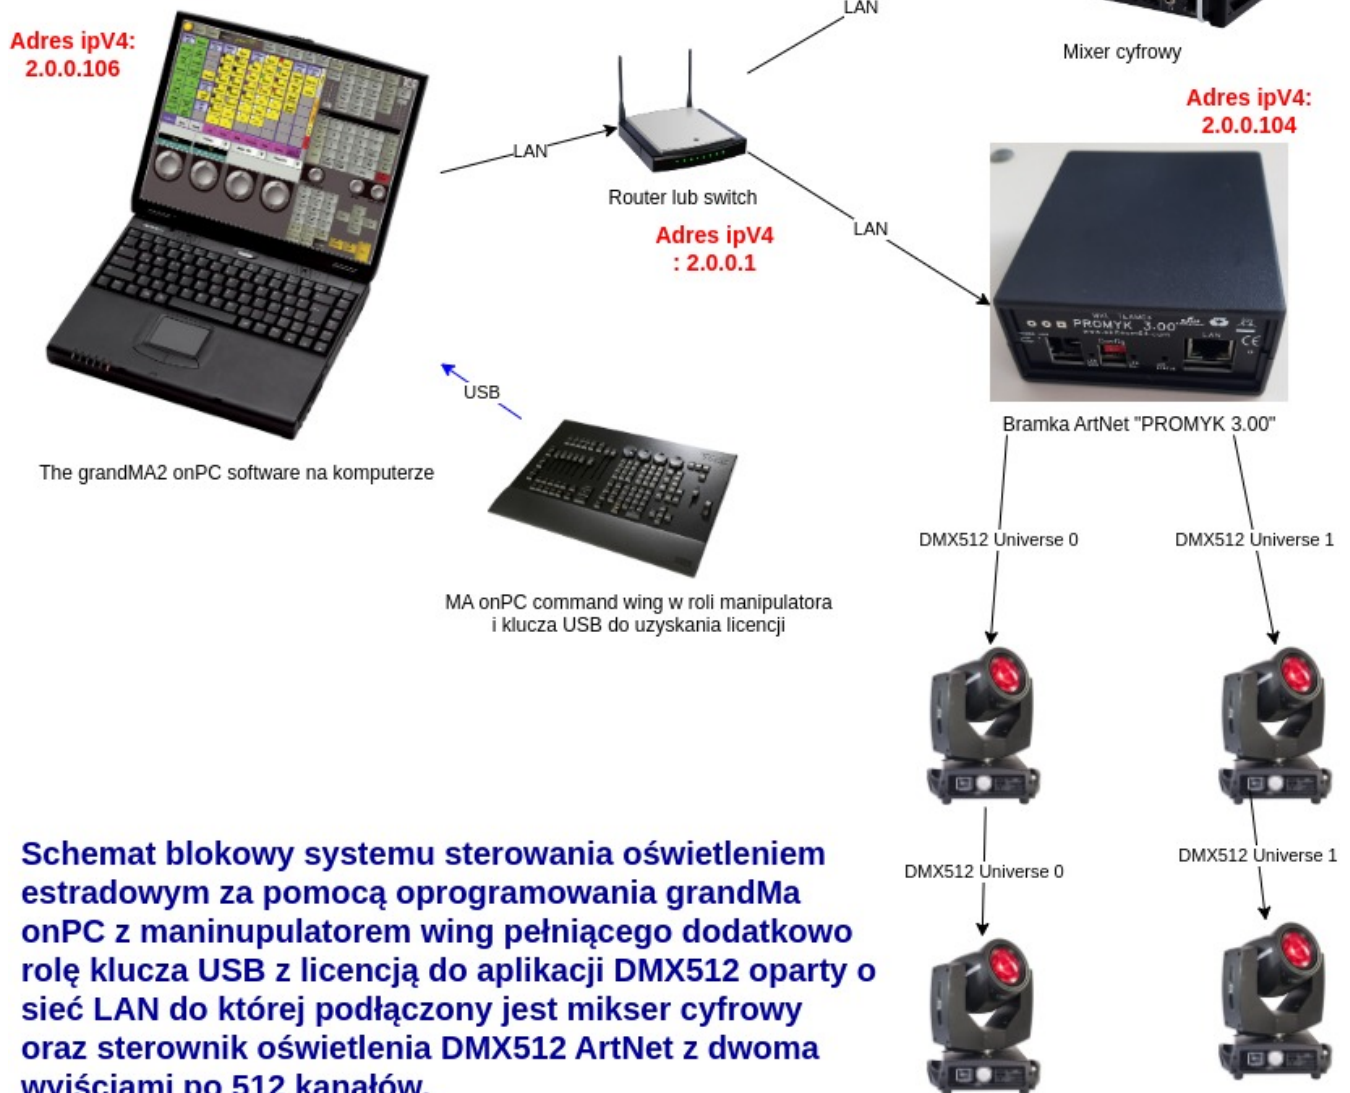 LAN
Mixer cyfrowy
Adres ipV4:
2.0.0.106
Adres ipV4:
2.0.0.104
LAN
Router lub switch
Adres ipV4
: 2.0.0.1
LAN
PROMYK 3.00
Config
LAN
CE
Bramka ArtNet "PROMYK 3.00"
USB
The grandMA2 onPC software na komputerze
MA onPC command wing w roli manipulatora
i klucza USB do uzyskania licencji
DMX512 Universe 0
DMX512 Universe 1
DMX512 Universe 0
DMX512 Universe 1
Schemat blokowy systemu sterowania oświetleniem
estradowym za pomocą oprogramowania grandMa
onPC z maninupulatorem wing pełniącego dodatkowo
rolę klucza USB z licencją do aplikacji DMX512 oparty o
sieć LAN do której podłączony jest mikser cyfrowy
oraz sterownik oświetlenia DMX512 ArtNet z dwoma
wyjściami po 512 kanałów.